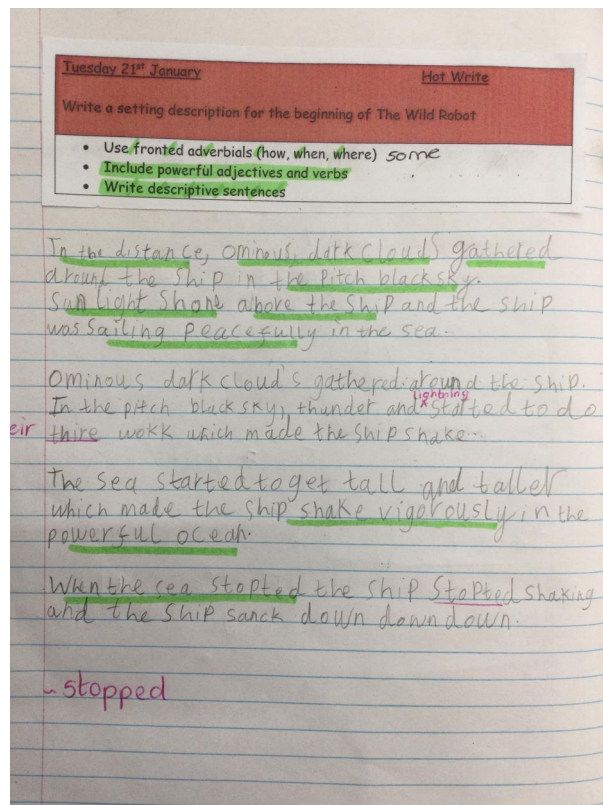 Tuesday 21st January Hot Write
Write a setting description for the beginning of The Wild Robot
• Use fronted adverbials (how, when, where) some
• Include powerful adjectives and verbs
• Write descriptive sentences
In the distance, ominous, dark clouds gathered
around the ship in the pitch black sky.
Sun light shone above the ship and the ship
was sailing peacefully in the sea.
Ominous dark cloud's gathered around the ship.
lightning
In the pitch black sky, thunder and started to do
eir thire wokk which made the ship shake.
The sea started to get tall and taller
which made the ship shake vigorously in the
powerful ocean.
When the sea stopted the ship stopted shaking
and the ship sanck down down down.
stopped